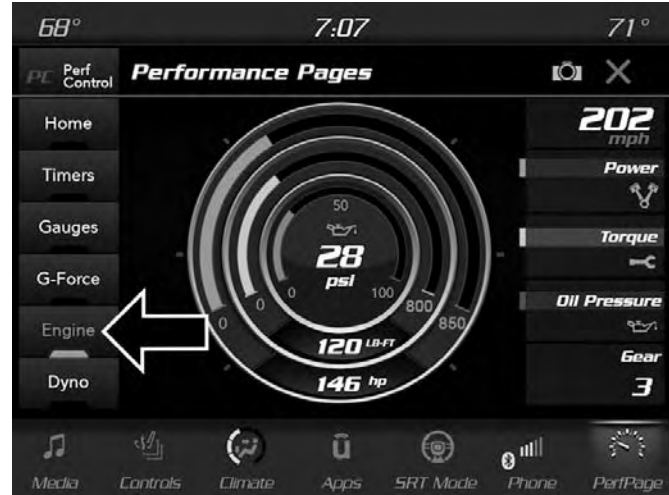 68° 7:07 71°
PC Perf Control Performance Pages
Home
Timers
Gauges
G-Force
Engine
Dyno
50
28
psi
0 0 0 100 800 850
120 LB-FT
146 hp
202
mph
Power
Torque
Oil Pressure
Gear
3
Media Controls Climate Apps SRT Mode Phone PerfPage